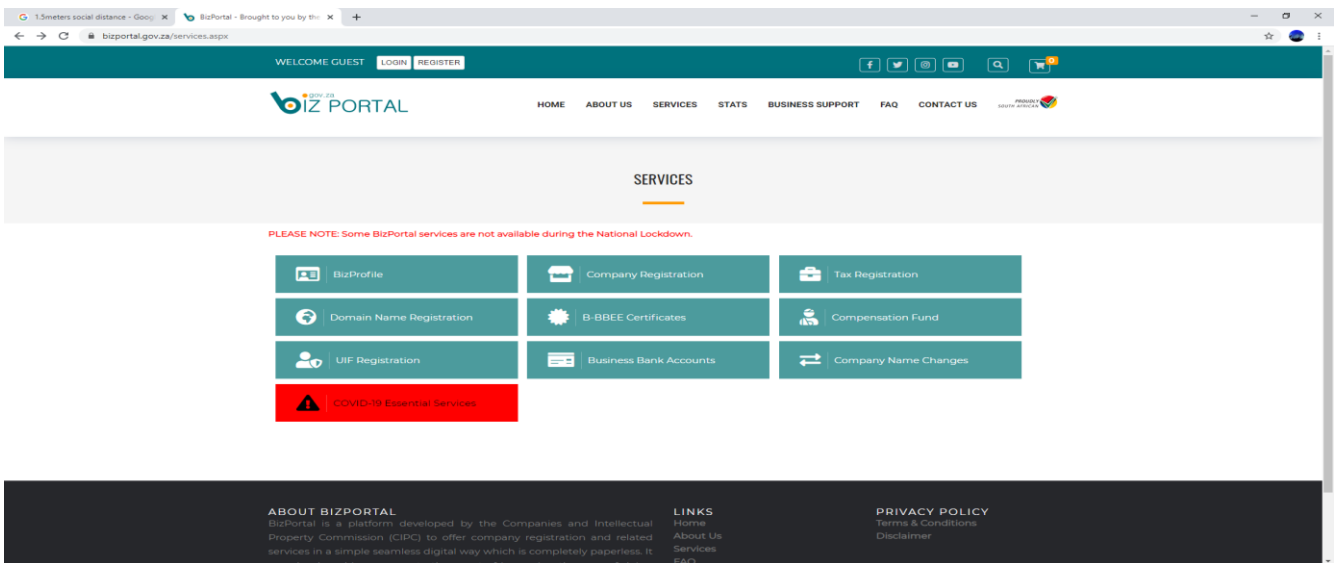 1.5meters social distance - Goog
BizPortal - Brought to you by the
bizportal.gov.za/services.aspx
WELCOME GUEST LOGIN REGISTER
0
gov.za
biz PORTAL
HOME ABOUT US SERVICES STATS BUSINESS SUPPORT FAQ CONTACT US
PROUDLY
SOUTH AFRICAN
SERVICES
PLEASE NOTE: Some BizPortal services are not available during the National Lockdown.
BizProfile
Company Registration
Tax Registration
Domain Name Registration
B-BBEE Certificates
Compensation Fund
UIF Registration
Business Bank Accounts
Company Name Changes
COVID-19 Essential Services
ABOUT BIZPORTAL
BizPortal is a platform developed by the Companies and Intellectual
Property Commission (CIPC) to offer company registration and related
services in a simple seamless digital way which is completely paperless. It
LINKS
Home
About Us
Services
FAQ
PRIVACY POLICY
Terms & Conditions
Disclaimer